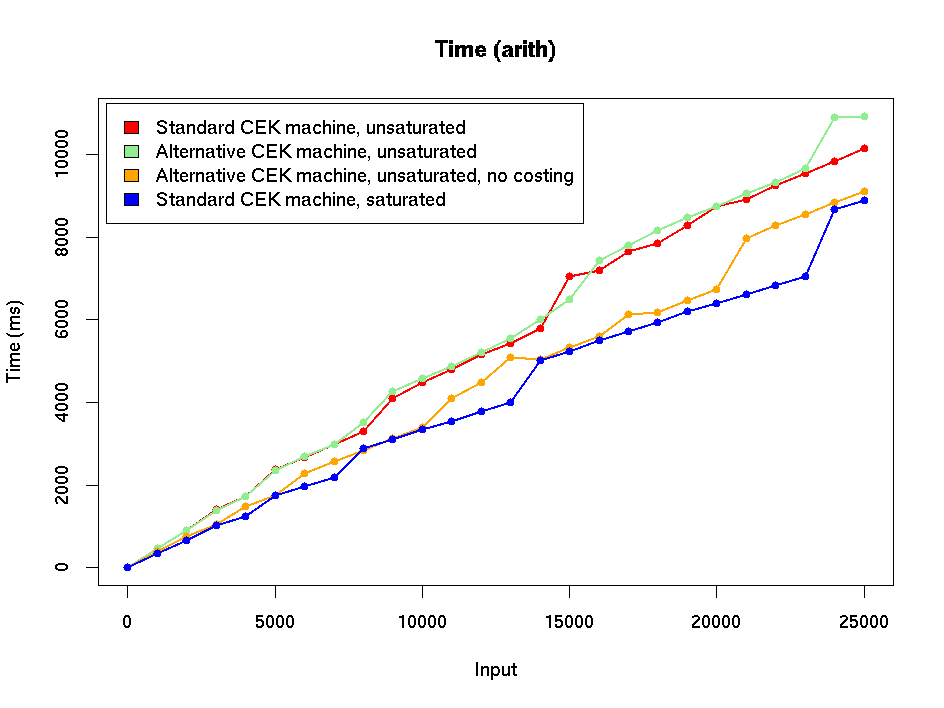 Time (arith)
Standard CEK machine, unsaturated
Alternative CEK machine, unsaturated
Alternative CEK machine, unsaturated, no costing
Standard CEK machine, saturated
Time (ms)
10000
8000
6000
4000
2000
0
0 5000 10000 15000 20000 25000
Input